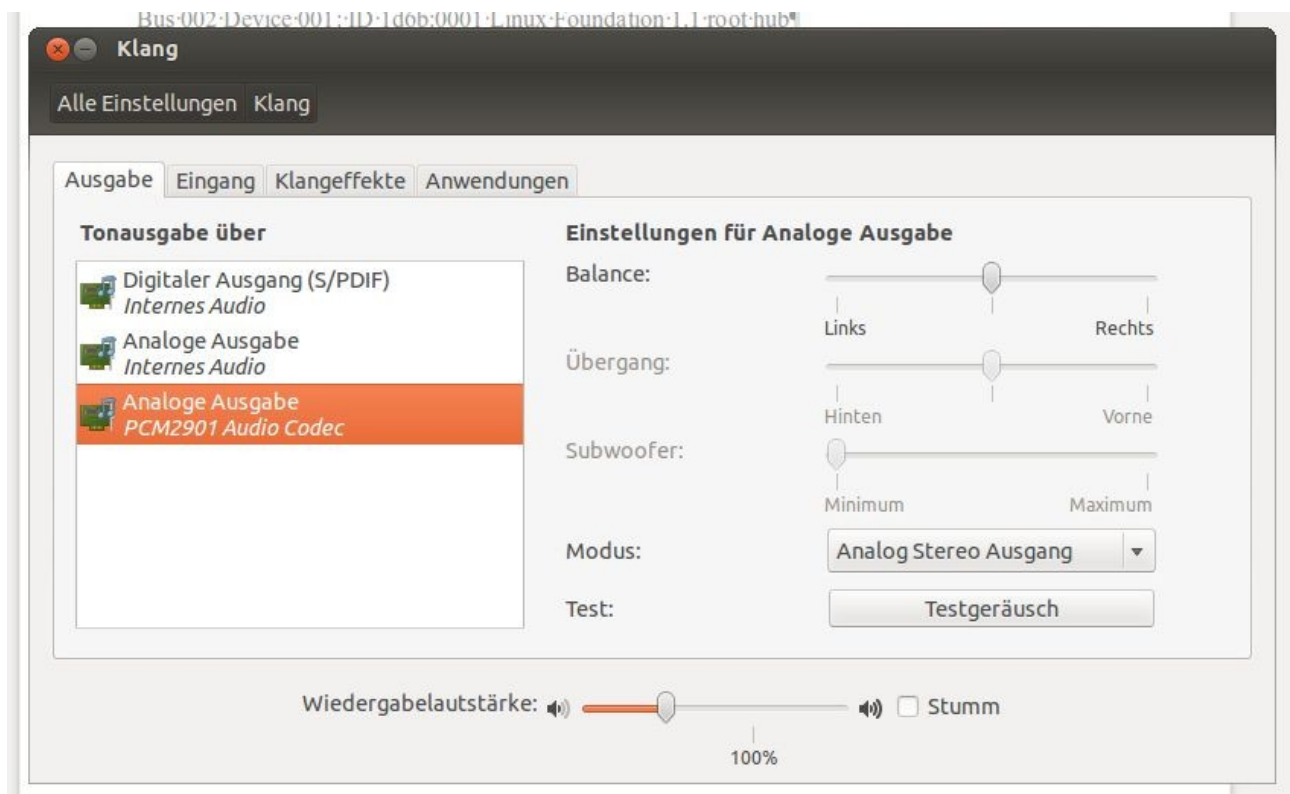 Bus·002·Device·001:·ID·1d6b:0001·Linux·Foundation·1.1·root·hub¶
Klang
Alle Einstellungen Klang
Ausgabe Eingang Klangeffekte Anwendungen
Tonausgabe über
Digitaler Ausgang (S/PDIF)
Internes Audio
Analoge Ausgabe
Internes Audio
Analoge Ausgabe
PCM2901 Audio Codec
Einstellungen für Analoge Ausgabe
Balance:
Links Rechts
Übergang:
Hinten Vorne
Subwoofer:
Minimum Maximum
Modus: Analog Stereo Ausgang
Test: Testgeräusch
Wiedergabelautstärke: Stumm
100%